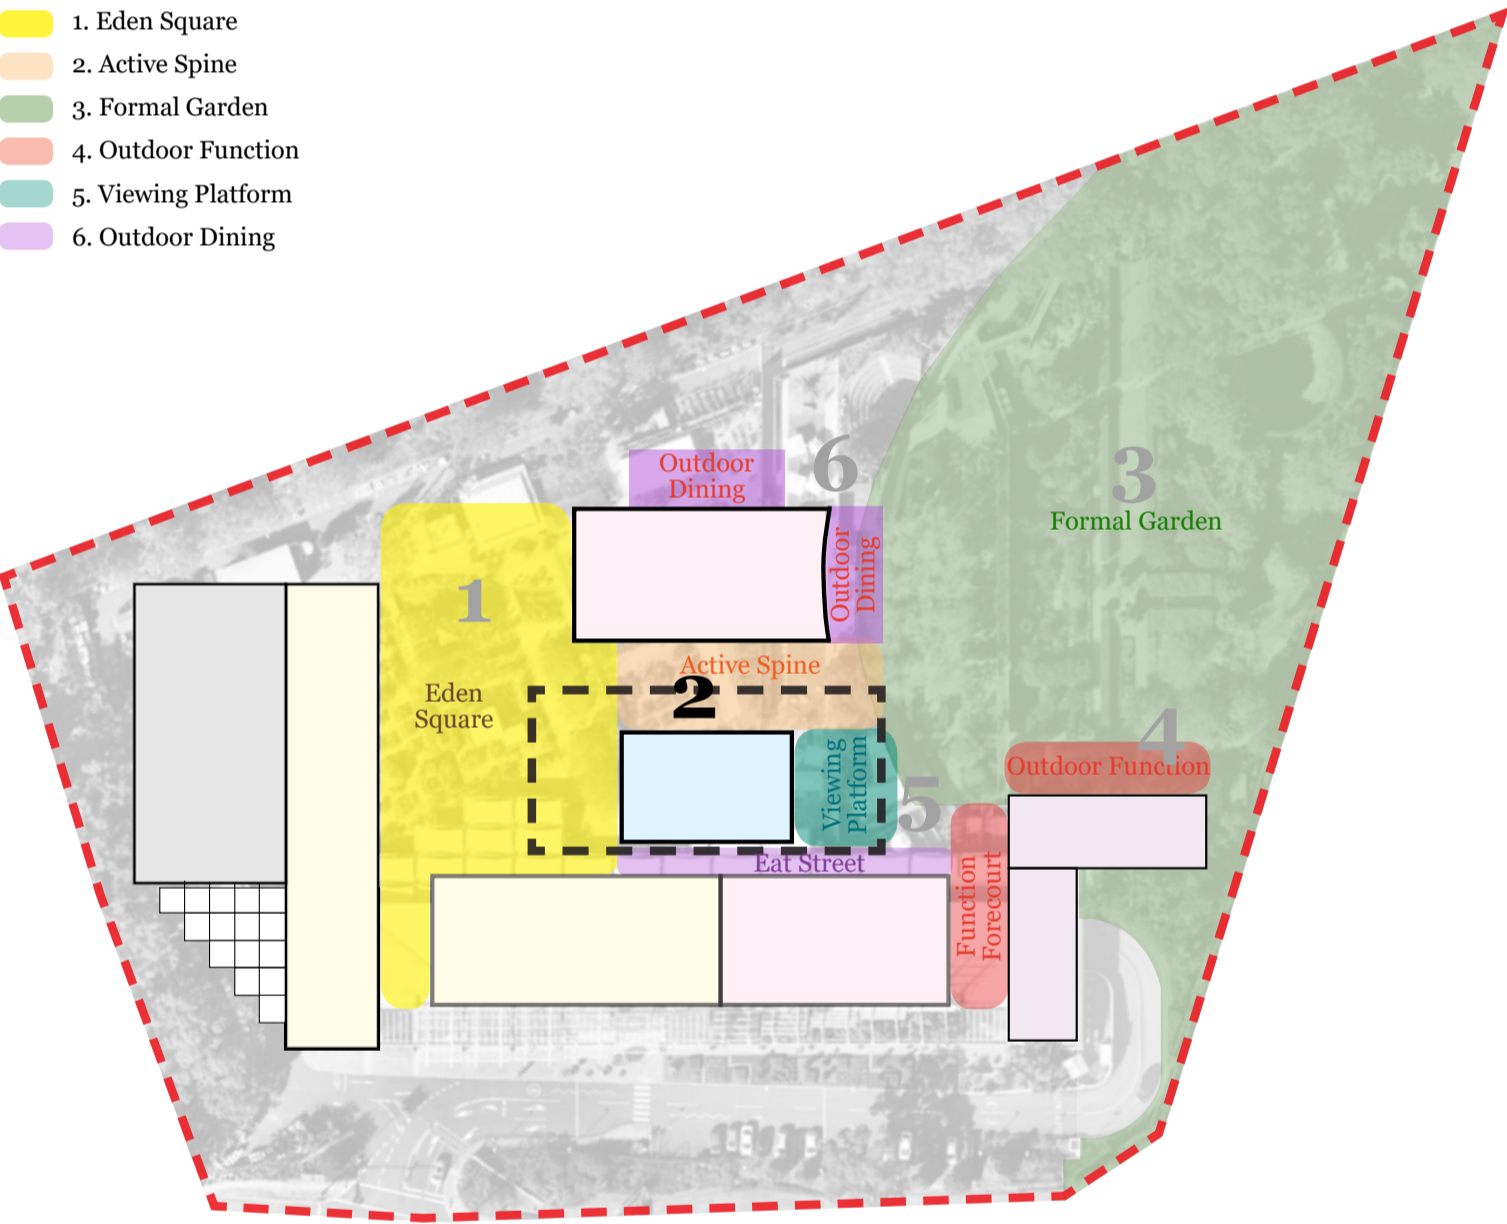 1. Eden Square
2. Active Spine
3. Formal Garden
4. Outdoor Function
5. Viewing Platform
6. Outdoor Dining
Outdoor
Dining
6
3
Formal Garden
Outdoor
Dining
1
Active Spine
Eden
Square
2
4
Outdoor Function
Viewing
Platform
5
Eat Street
Function
Forecourt